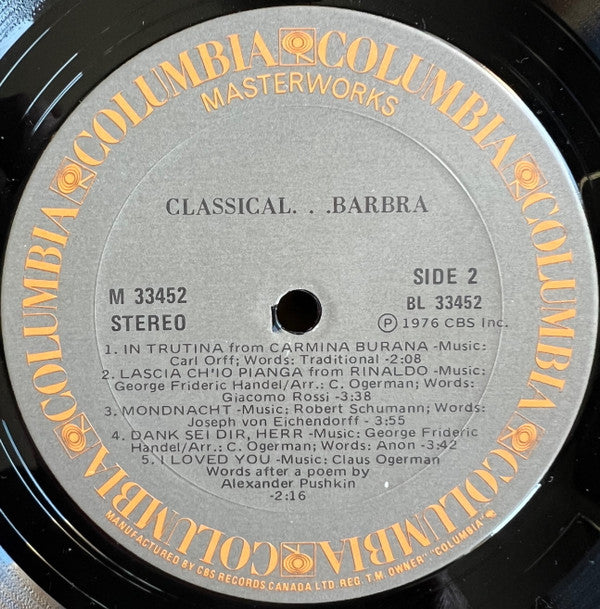 COLUMBIA COLUMBIA COLUMBIA COLUMBIA COLUMBIA COLUMBIA
MASTERWORKS
CLASSICAL. . .BARBRA
M 33452
STEREO
SIDE 2
BL 33452
Ⓟ 1976 CBS Inc.
1. IN TRUTINA from CARMINA BURANA -Music:
Carl Orff; Words: Traditional -2:08
2. LASCIA CH'IO PIANGA from RINALDO -Music:
George Frideric Handel/Arr.: C. Ogerman; Words:
Giacomo Rossi - 3:38
3. MONDNACHT -Music: Robert Schumann; Words:
Joseph von Eichendorff - 3:55
4. DANK SEI DIR, HERR -Music: George Frideric
Handel/Arr.: C. Ogerman; Words: Anon -3:42
5. I LOVED YOU -Music: Claus Ogerman
Words after a poem by
Alexander Pushkin
-2:16
MANUFACTURED BY CBS RECORDS CANADA LTD. REG. T.M. OWNER "COLUMBIA"